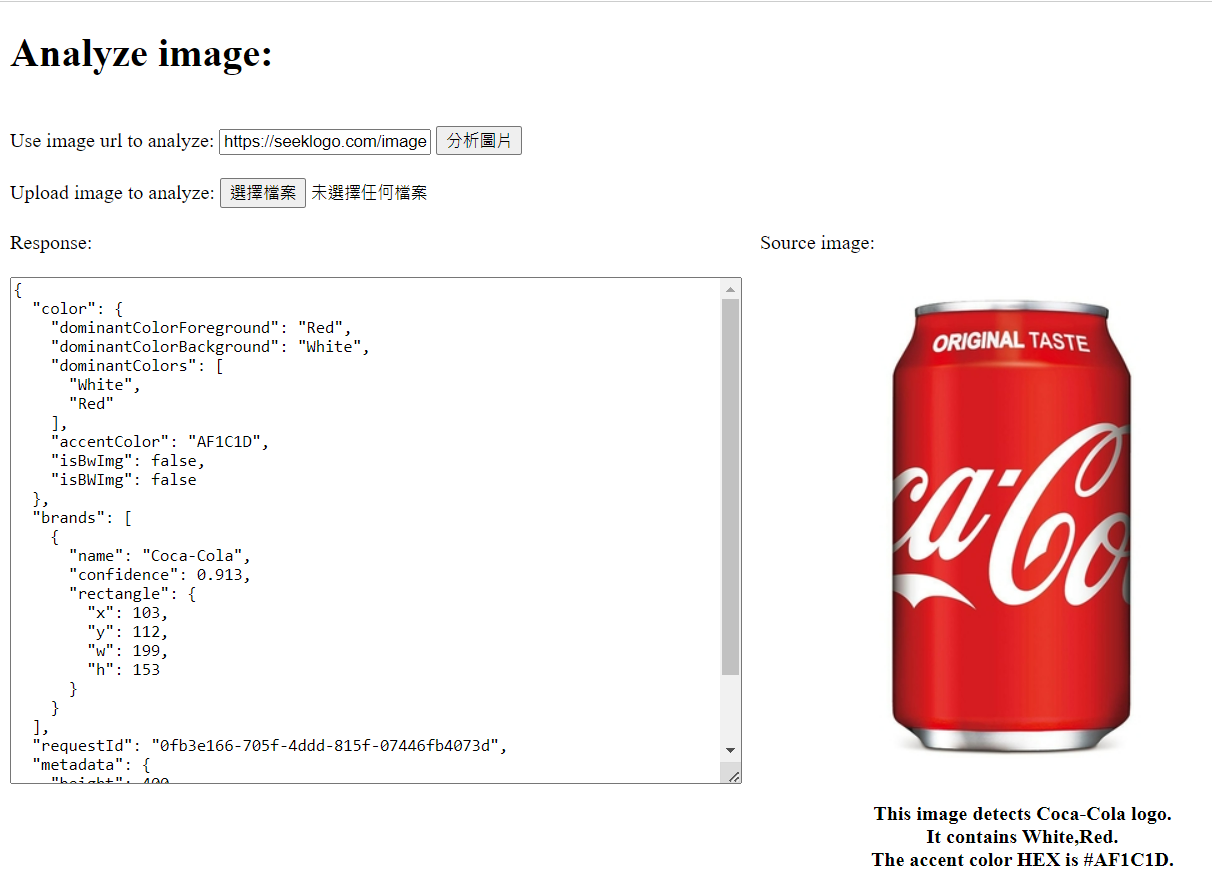 Analyze image:
Use image url to analyze: https://seeklogo.com/image 分析圖片
Upload image to analyze: 選擇檔案 未選擇任何檔案
Response:
Source image:
{
"color": {
"dominantColorForeground": "Red",
"dominantColorBackground": "White",
"dominantColors": [
"White",
"Red"
],
"accentColor": "AF1C1D",
"isBwImg": false,
"isBWImg": false
},
"brands": [
{
"name": "Coca-Cola",
"confidence": 0.913,
"rectangle": {
"x": 103,
"y": 112,
"w": 199,
"h": 153
}
}
],
"requestId": "0fb3e166-705f-4ddd-815f-07446fb4073d",
"metadata": {
"height": 400
ORIGINAL TASTE
ca-Co
This image detects Coca-Cola logo.
It contains White,Red.
The accent color HEX is #AF1C1D.